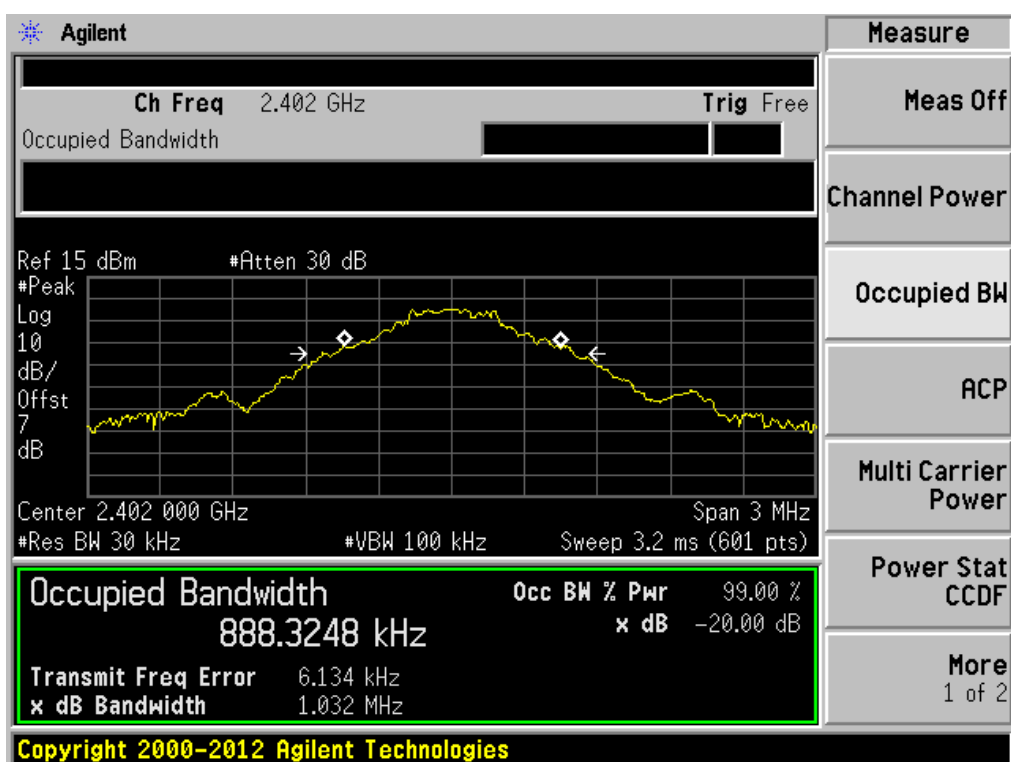 Agilent
Measure
Ch Freq 2.402 GHz Trig Free
Occupied Bandwidth
Meas Off
Channel Power
Occupied BW
ACP
Multi Carrier
Power
Power Stat
CCDF
More
1 of 2
Ref 15 dBm #Atten 30 dB
#Peak
Log
10
dB/
Offst
7
dB
Center 2.402 000 GHz Span 3 MHz
#Res BW 30 kHz #VBW 100 kHz Sweep 3.2 ms (601 pts)
Occupied Bandwidth
888.3248 kHz
Occ BW % Pwr 99.00 %
x dB -20.00 dB
Transmit Freq Error 6.134 kHz
x dB Bandwidth 1.032 MHz
Copyright 2000-2012 Agilent Technologies